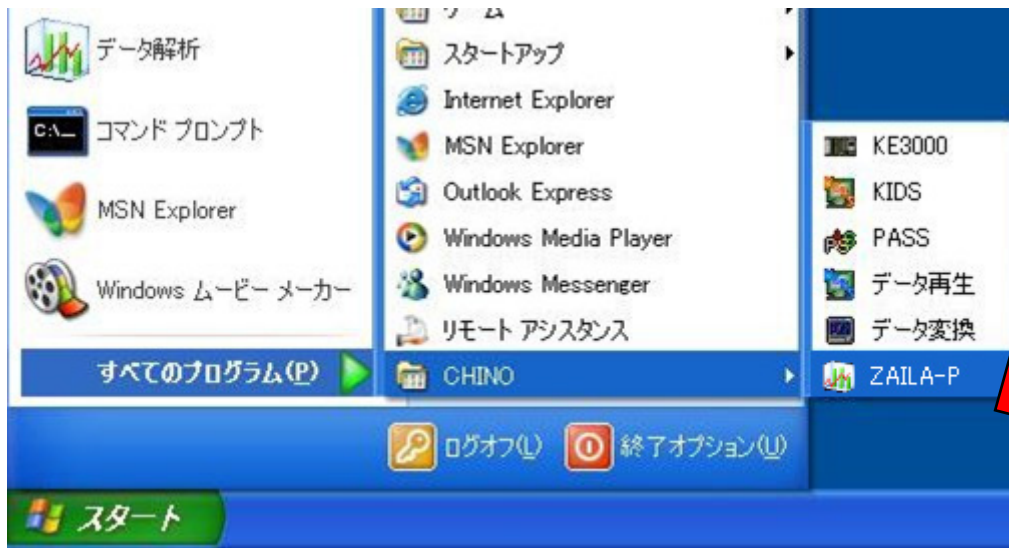 データ解析
コマンド プロンプト
MSN Explorer
Windows ムービー メーカー
すべてのプログラム(P)
ゲーム
スタートアップ
Internet Explorer
MSN Explorer
Outlook Express
Windows Media Player
Windows Messenger
リモート アシスタンス
CHINO
KE3000
KIDS
PASS
データ再生
データ変換
ZAILA-P
ログオフ(L)
終了オプション(U)
スタート